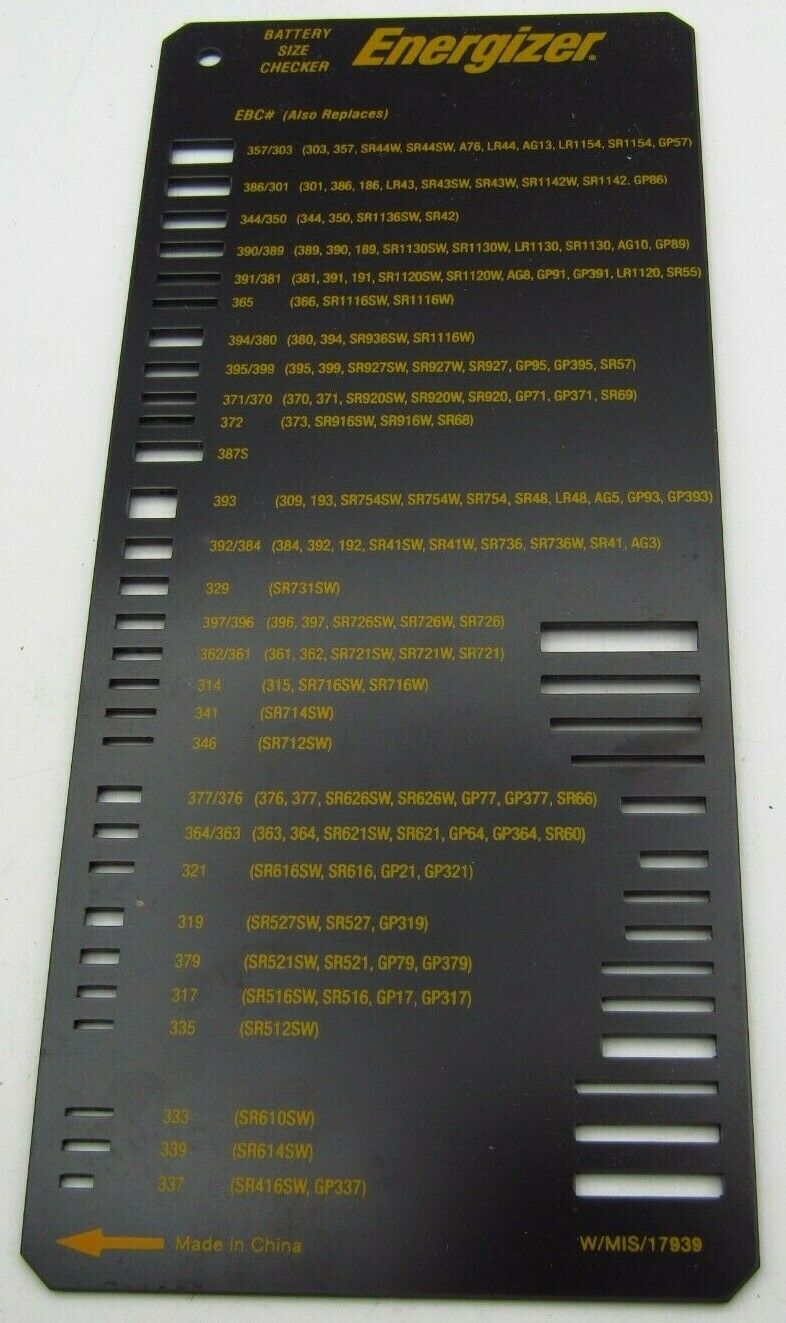 BATTERY
SIZE
CHECKER
Energizer.
EBC# (Also Replaces)
357/303 (303, 357, SR44W, SR44SW, A76, LR44, AG13, LR1154, SR1154, GP57)
386/301 (301, 386, 186, LR43, SR43SW, SR43W, SR1142W, SR1142, GP86)
344/350 (344, 350, SR1136SW, SR42)
390/389 (389, 390, 189, SR1130SW, SR1130W, LR1130, SR1130, AG10, GP89)
391/381 (381, 391, 191, SR1120SW, SR1120W, AG8, GP91, GP391, LR1120, SR55)
365 (366, SR1116SW, SR1116W)
394/380 (380, 394, SR936SW, SR1116W)
395/399 (395, 399, SR927SW, SR927W, SR927, GP95, GP395, SR57)
371/370 (370, 371, SR920SW, SR920W, SR920, GP71, GP371, SR69)
372 (373, SR916SW, SR916W, SR68)
387S
393 (309, 193, SR754SW, SR754W, SR754, SR48, LR48, AG5, GP93, GP393)
392/384 (384, 392, 192, SR41SW, SR41W, SR736, SR736W, SR41, AG3)
329 (SR731SW)
397/396 (396, 397, SR726SW, SR726W, SR726)
362/361 (361, 362, SR721SW, SR721W, SR721)
314 (315, SR716SW, SR716W)
341 (SR714SW)
346 (SR712SW)
377/376 (376, 377, SR626SW, SR626W, GP77, GP377, SR66)
364/363 (363, 364, SR621SW, SR621, GP64, GP364, SR60)
321 (SR616SW, SR616, GP21, GP321)
319 (SR527SW, SR527, GP319)
379 (SR521SW, SR521, GP79, GP379)
317 (SR516SW, SR516, GP17, GP317)
335 (SR512SW)
333 (SR610SW)
339 (SR614SW)
337 (SR416SW, GP337)
Made in China
W/MIS/17939